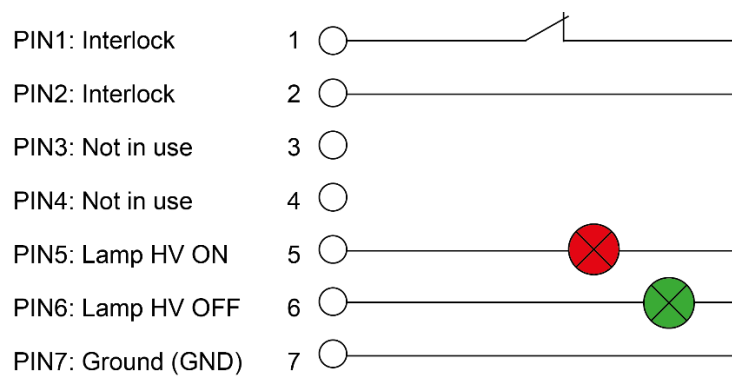 PIN1: Interlock 1
PIN2: Interlock 2
PIN3: Not in use 3
PIN4: Not in use 4
PIN5: Lamp HV ON 5
PIN6: Lamp HV OFF 6
PIN7: Ground (GND) 7